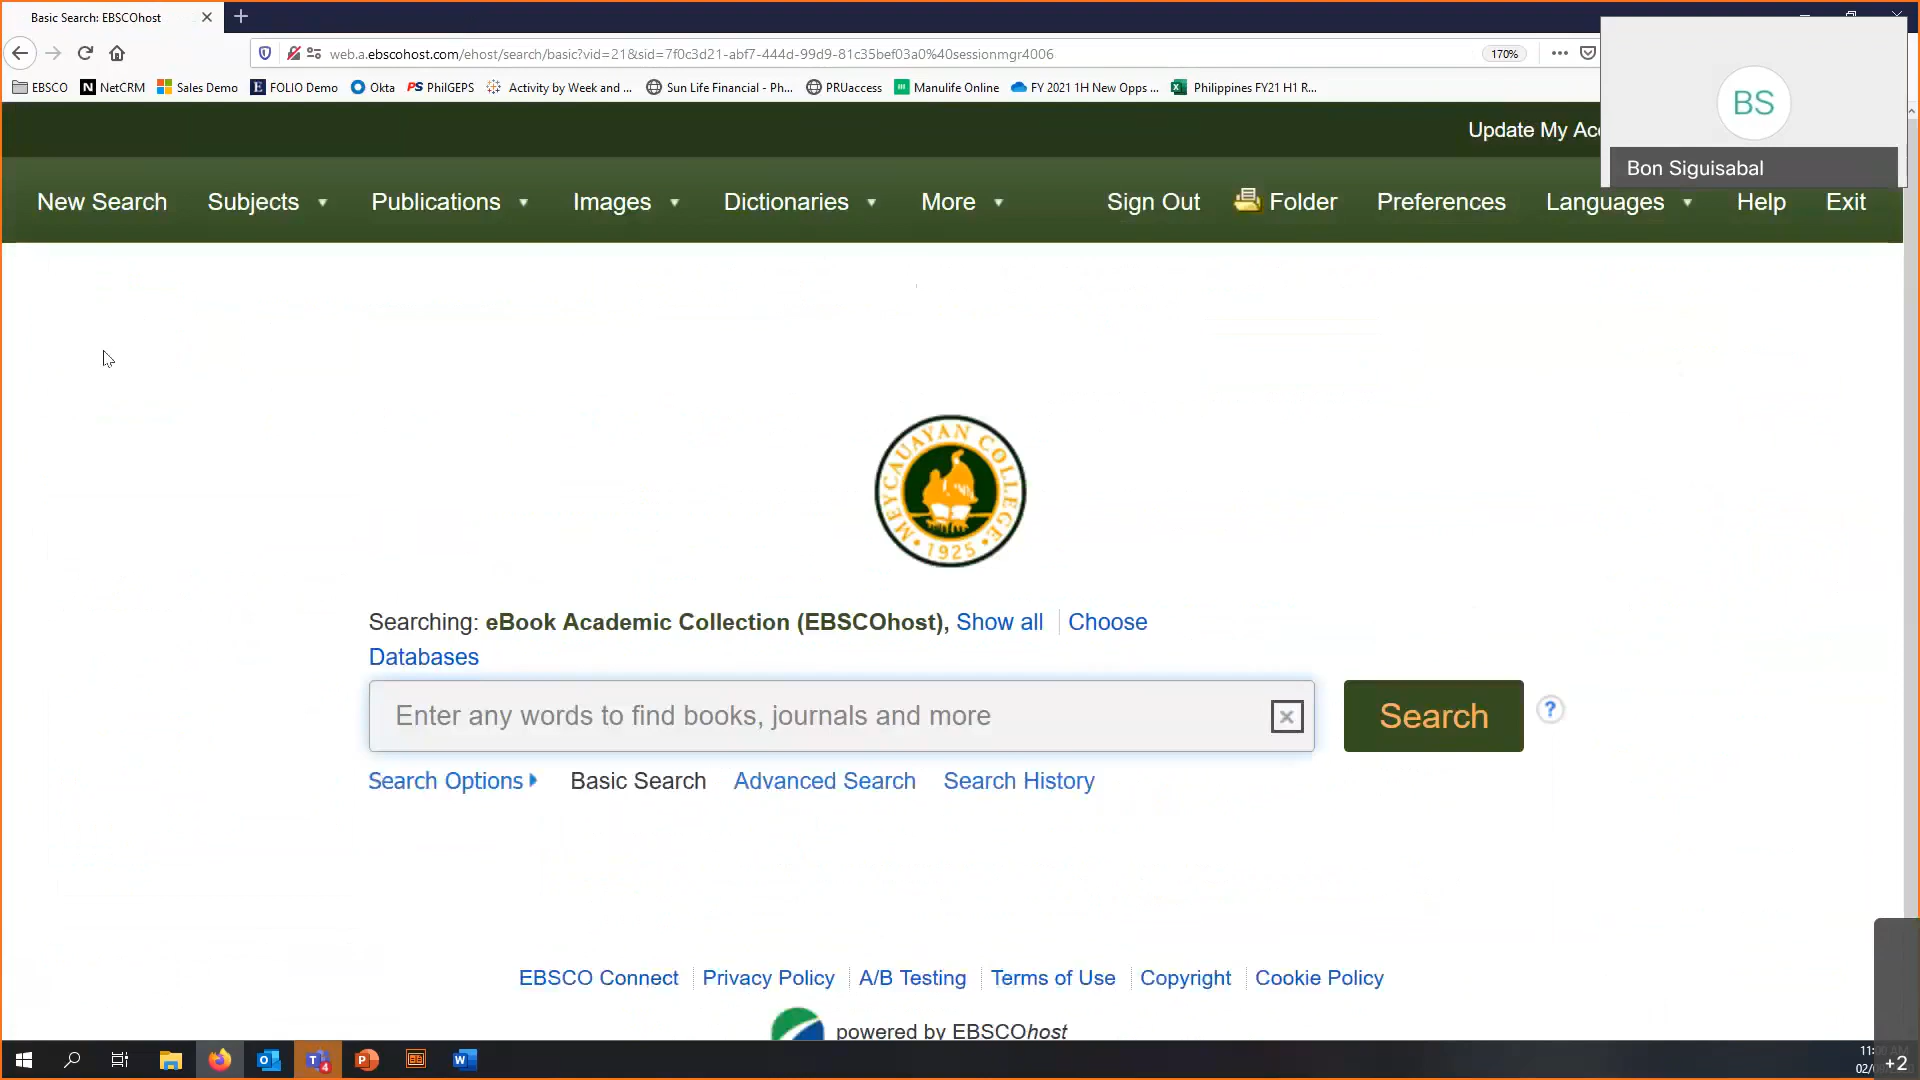 Basic Search: EBSCOhost
web.a.ebscohost.com/ehost/search/basic?vid=21&sid=7f0c3d21-abf7-444d-99d9-81c35bef03a0%40sessionmgr4006
170%
EBSCO NetCRM Sales Demo FOLIO Demo Okta PhilGEPS Activity by Week and ... Sun Life Financial - Ph... PRUaccess Manulife Online FY 2021 1H New Opps ... Philippines FY21 H1 R...
BS
Bon Siguisabal
Update My Acc
New Search Subjects Publications Images Dictionaries More Sign Out Folder Preferences Languages Help Exit
MEYCAUAYAN COLLEGE
1925
Searching: eBook Academic Collection (EBSCOhost), Show all Choose
Databases
Enter any words to find books, journals and more
Search
?
Search Options Basic Search Advanced Search Search History
EBSCO Connect Privacy Policy A/B Testing Terms of Use Copyright Cookie Policy
powered by EBSCOhost
4
11:
02/
+2